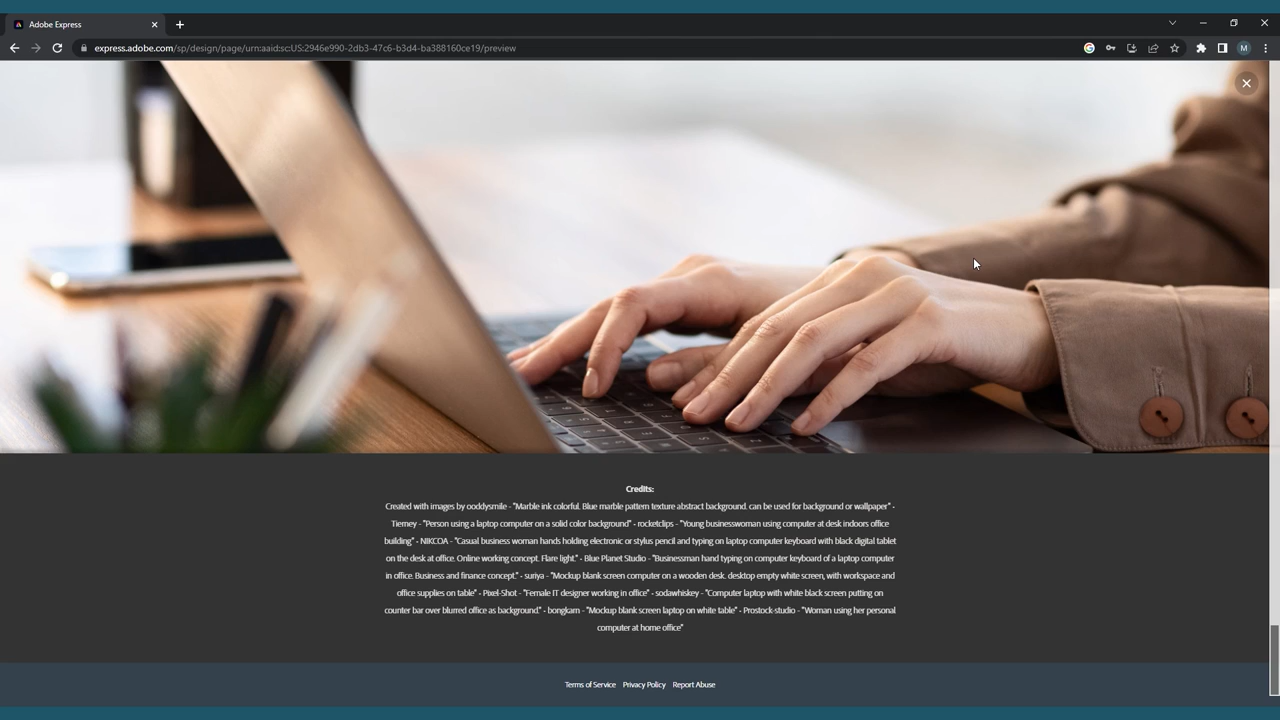 Adobe Express
express.adobe.com/sp/design/page/urn:aaid:sc:US:2946e990-2db3-47c6-b3d4-ba388160ce19/preview
M
Credits:
Created with images by ooddysmile - "Marble ink colorful. Blue marble pattern texture abstract background. can be used for background or wallpaper" •
Tierney - "Person using a laptop computer on a solid color background" • rocketclips - "Young businesswoman using computer at desk indoors office
building" • NIKCOA - "Casual business woman hands holding electronic or stylus pencil and typing on laptop computer keyboard with black digital tablet
on the desk at office. Online working concept. Flare light." • Blue Planet Studio - "Businessman hand typing on computer keyboard of a laptop computer
in office. Business and finance concept." • suriya - "Mockup blank screen computer on a wooden desk. desktop empty white screen, with workspace and
office supplies on table" • Pixel-Shot - "Female IT designer working in office" • sodawhiskey - "Computer laptop with white black screen putting on
counter bar over blurred office as background." • bongkarn - "Mockup blank screen laptop on white table" • Prostock-studio - "Woman using her personal
computer at home office"
Terms of Service Privacy Policy Report Abuse